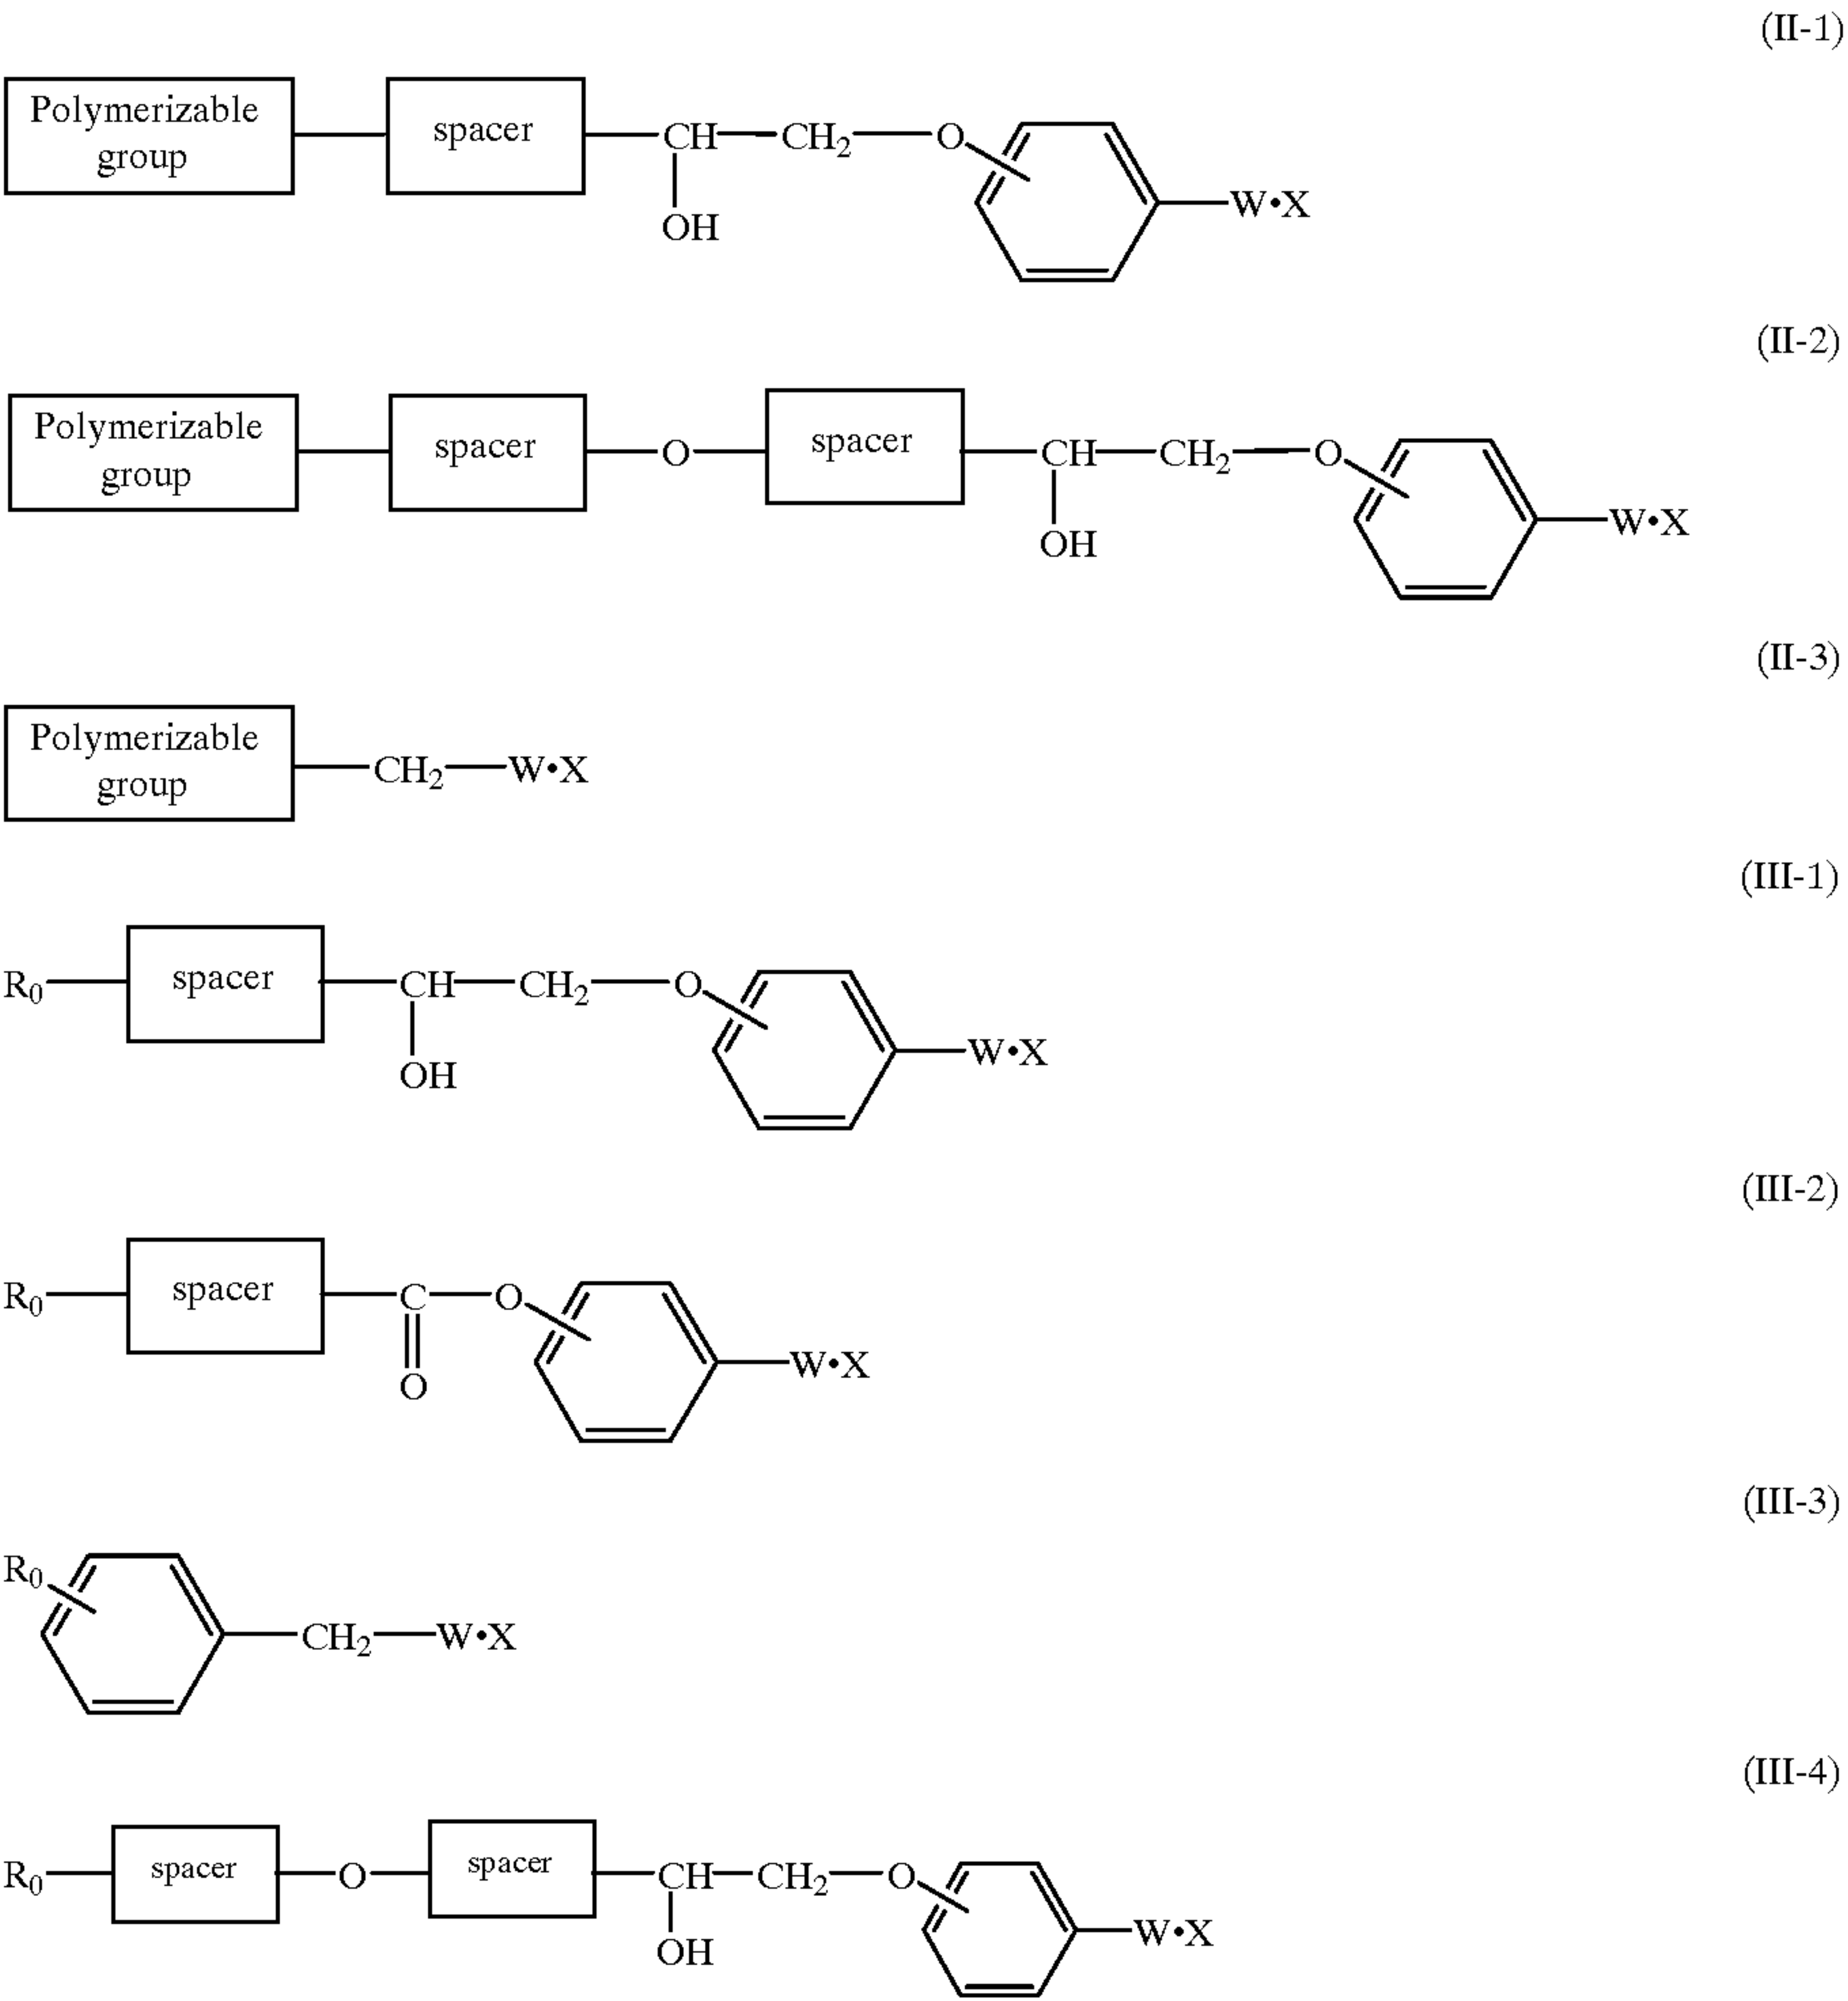 (II-1)
Polymerizable group spacer CH CH₂ O W•X
OH
(II-2)
Polymerizable group spacer O spacer CH CH₂ O W•X
OH
(II-3)
Polymerizable group CH₂ W•X
(III-1)
R₀ spacer CH CH₂ O W•X
OH
(III-2)
R₀ spacer C O W•X
O
(III-3)
R₀ CH₂ W•X
(III-4)
R₀ spacer O spacer CH CH₂ O W•X
OH